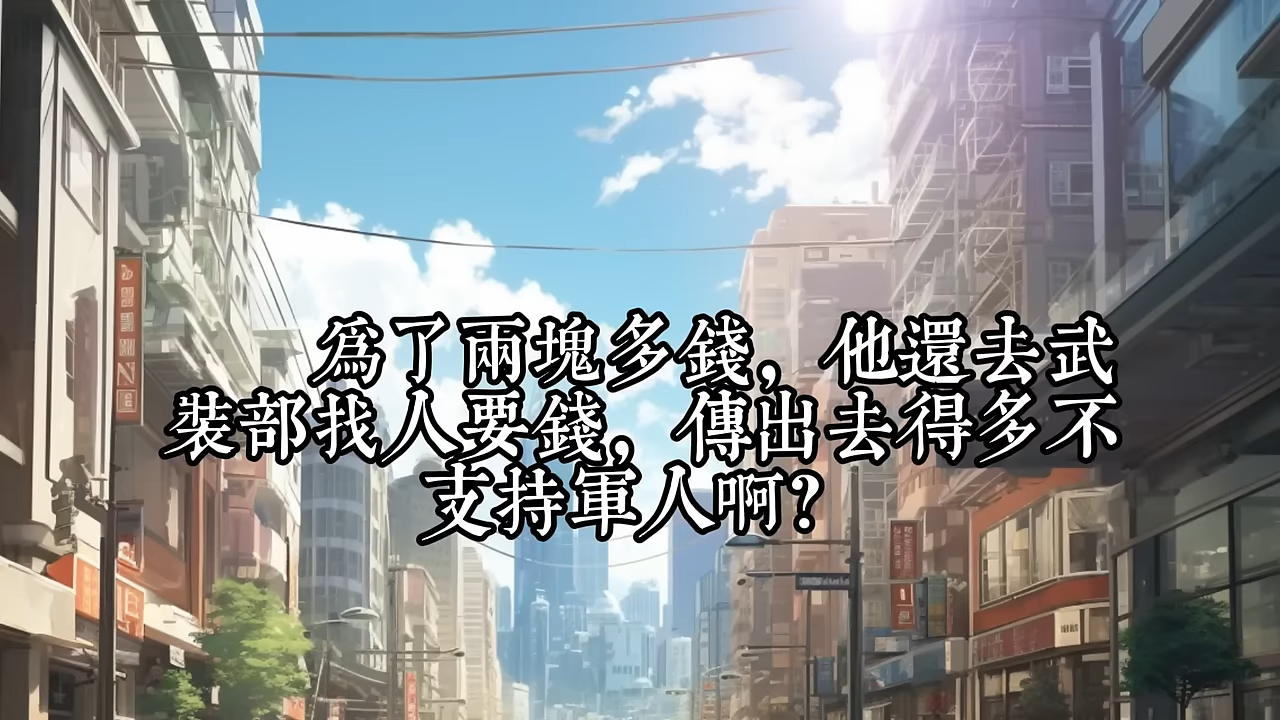 爲了兩塊多錢，他還去武
裝部找人要錢，傳出去得多不
支持軍人啊？